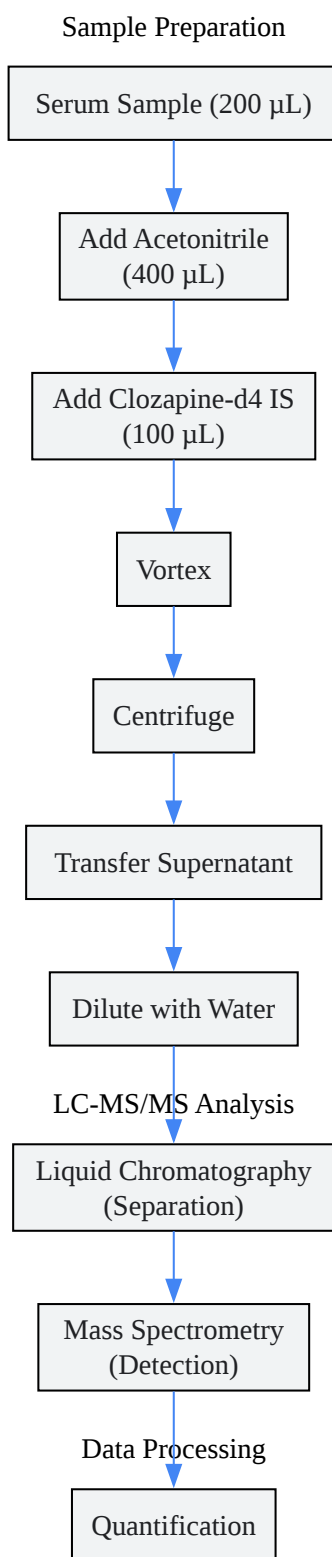 Sample Preparation
Serum Sample (200 µL)
Add Acetonitrile
(400 µL)
Add Clozapine-d4 IS
(100 µL)
Vortex
Centrifuge
Transfer Supernatant
Dilute with Water
LC-MS/MS Analysis
Liquid Chromatography
(Separation)
Mass Spectrometry
(Detection)
Data Processing
Quantification